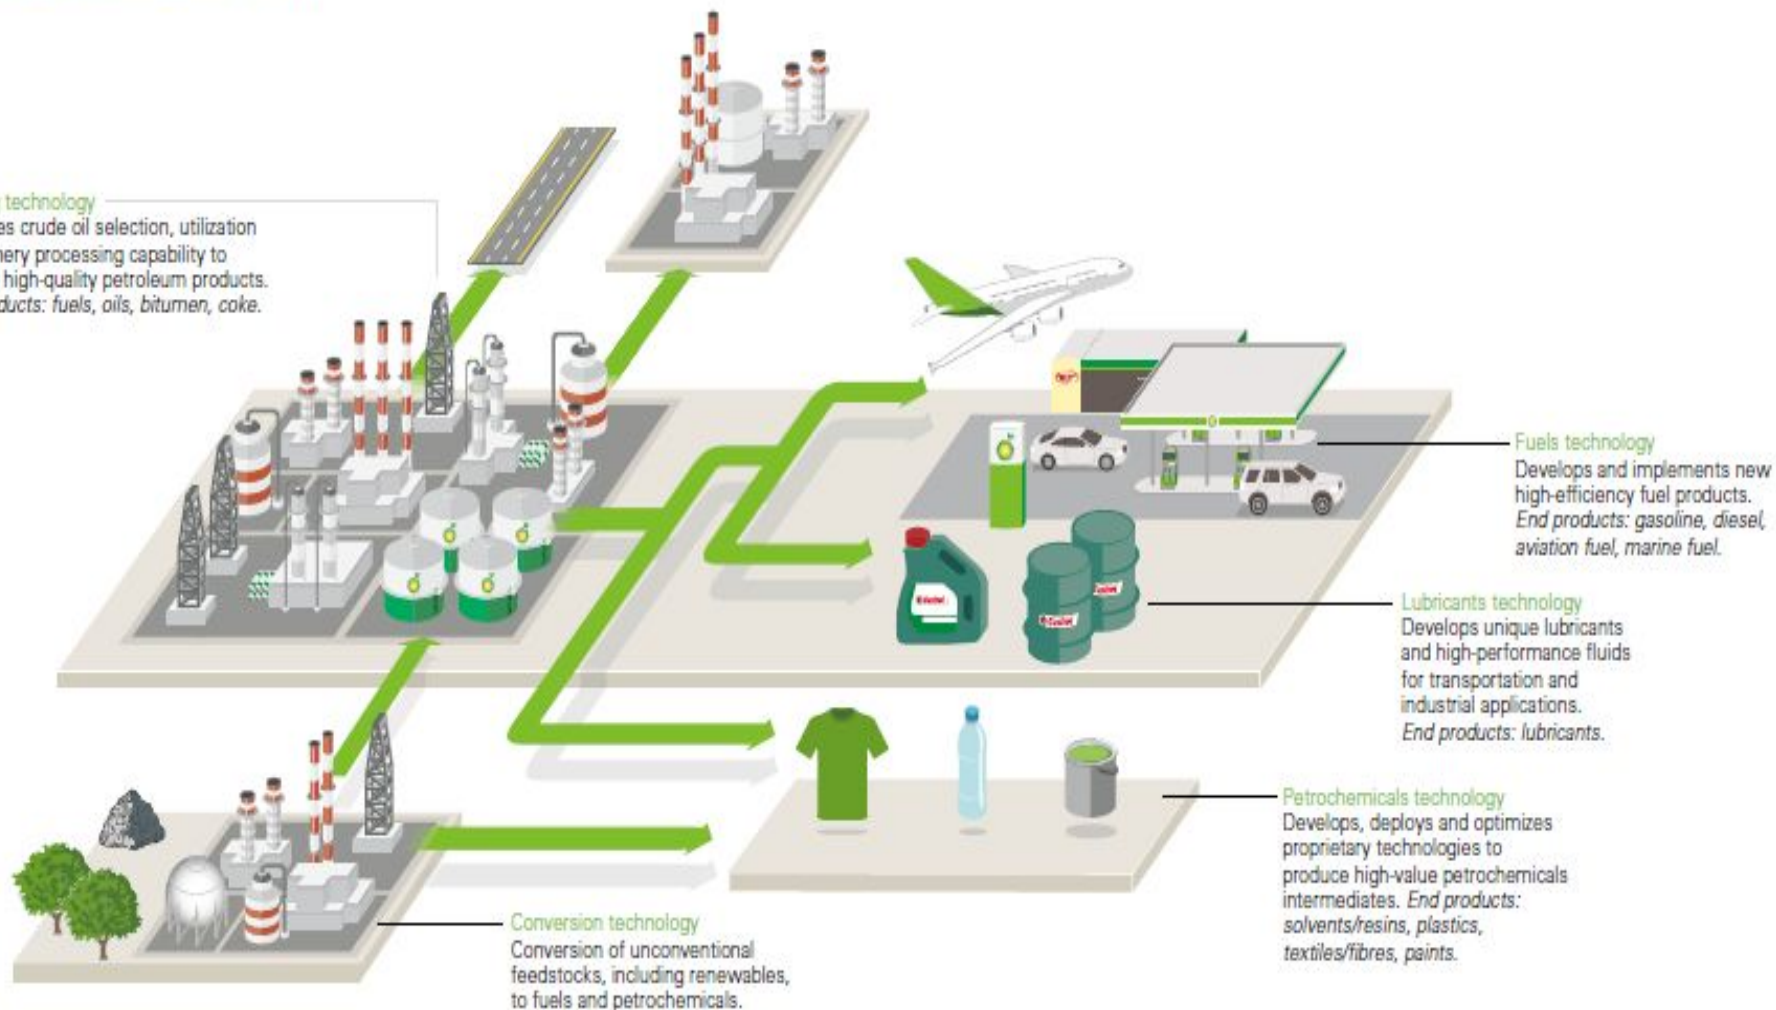 technology
es crude oil selection, utilization
nery processing capability to
high-quality petroleum products.
ducts: fuels, oils, bitumen, coke.
Fuels technology
Develops and implements new
high-efficiency fuel products.
End products: gasoline, diesel,
aviation fuel, marine fuel.
Castrol
Castrol
Castrol
Lubricants technology
Develops unique lubricants
and high-performance fluids
for transportation and
industrial applications.
End products: lubricants.
Petrochemicals technology
Develops, deploys and optimizes
proprietary technologies to
produce high-value petrochemicals
intermediates. End products:
solvents/resins, plastics,
textiles/fibres, paints.
Conversion technology
Conversion of unconventional
feedstocks, including renewables,
to fuels and petrochemicals.